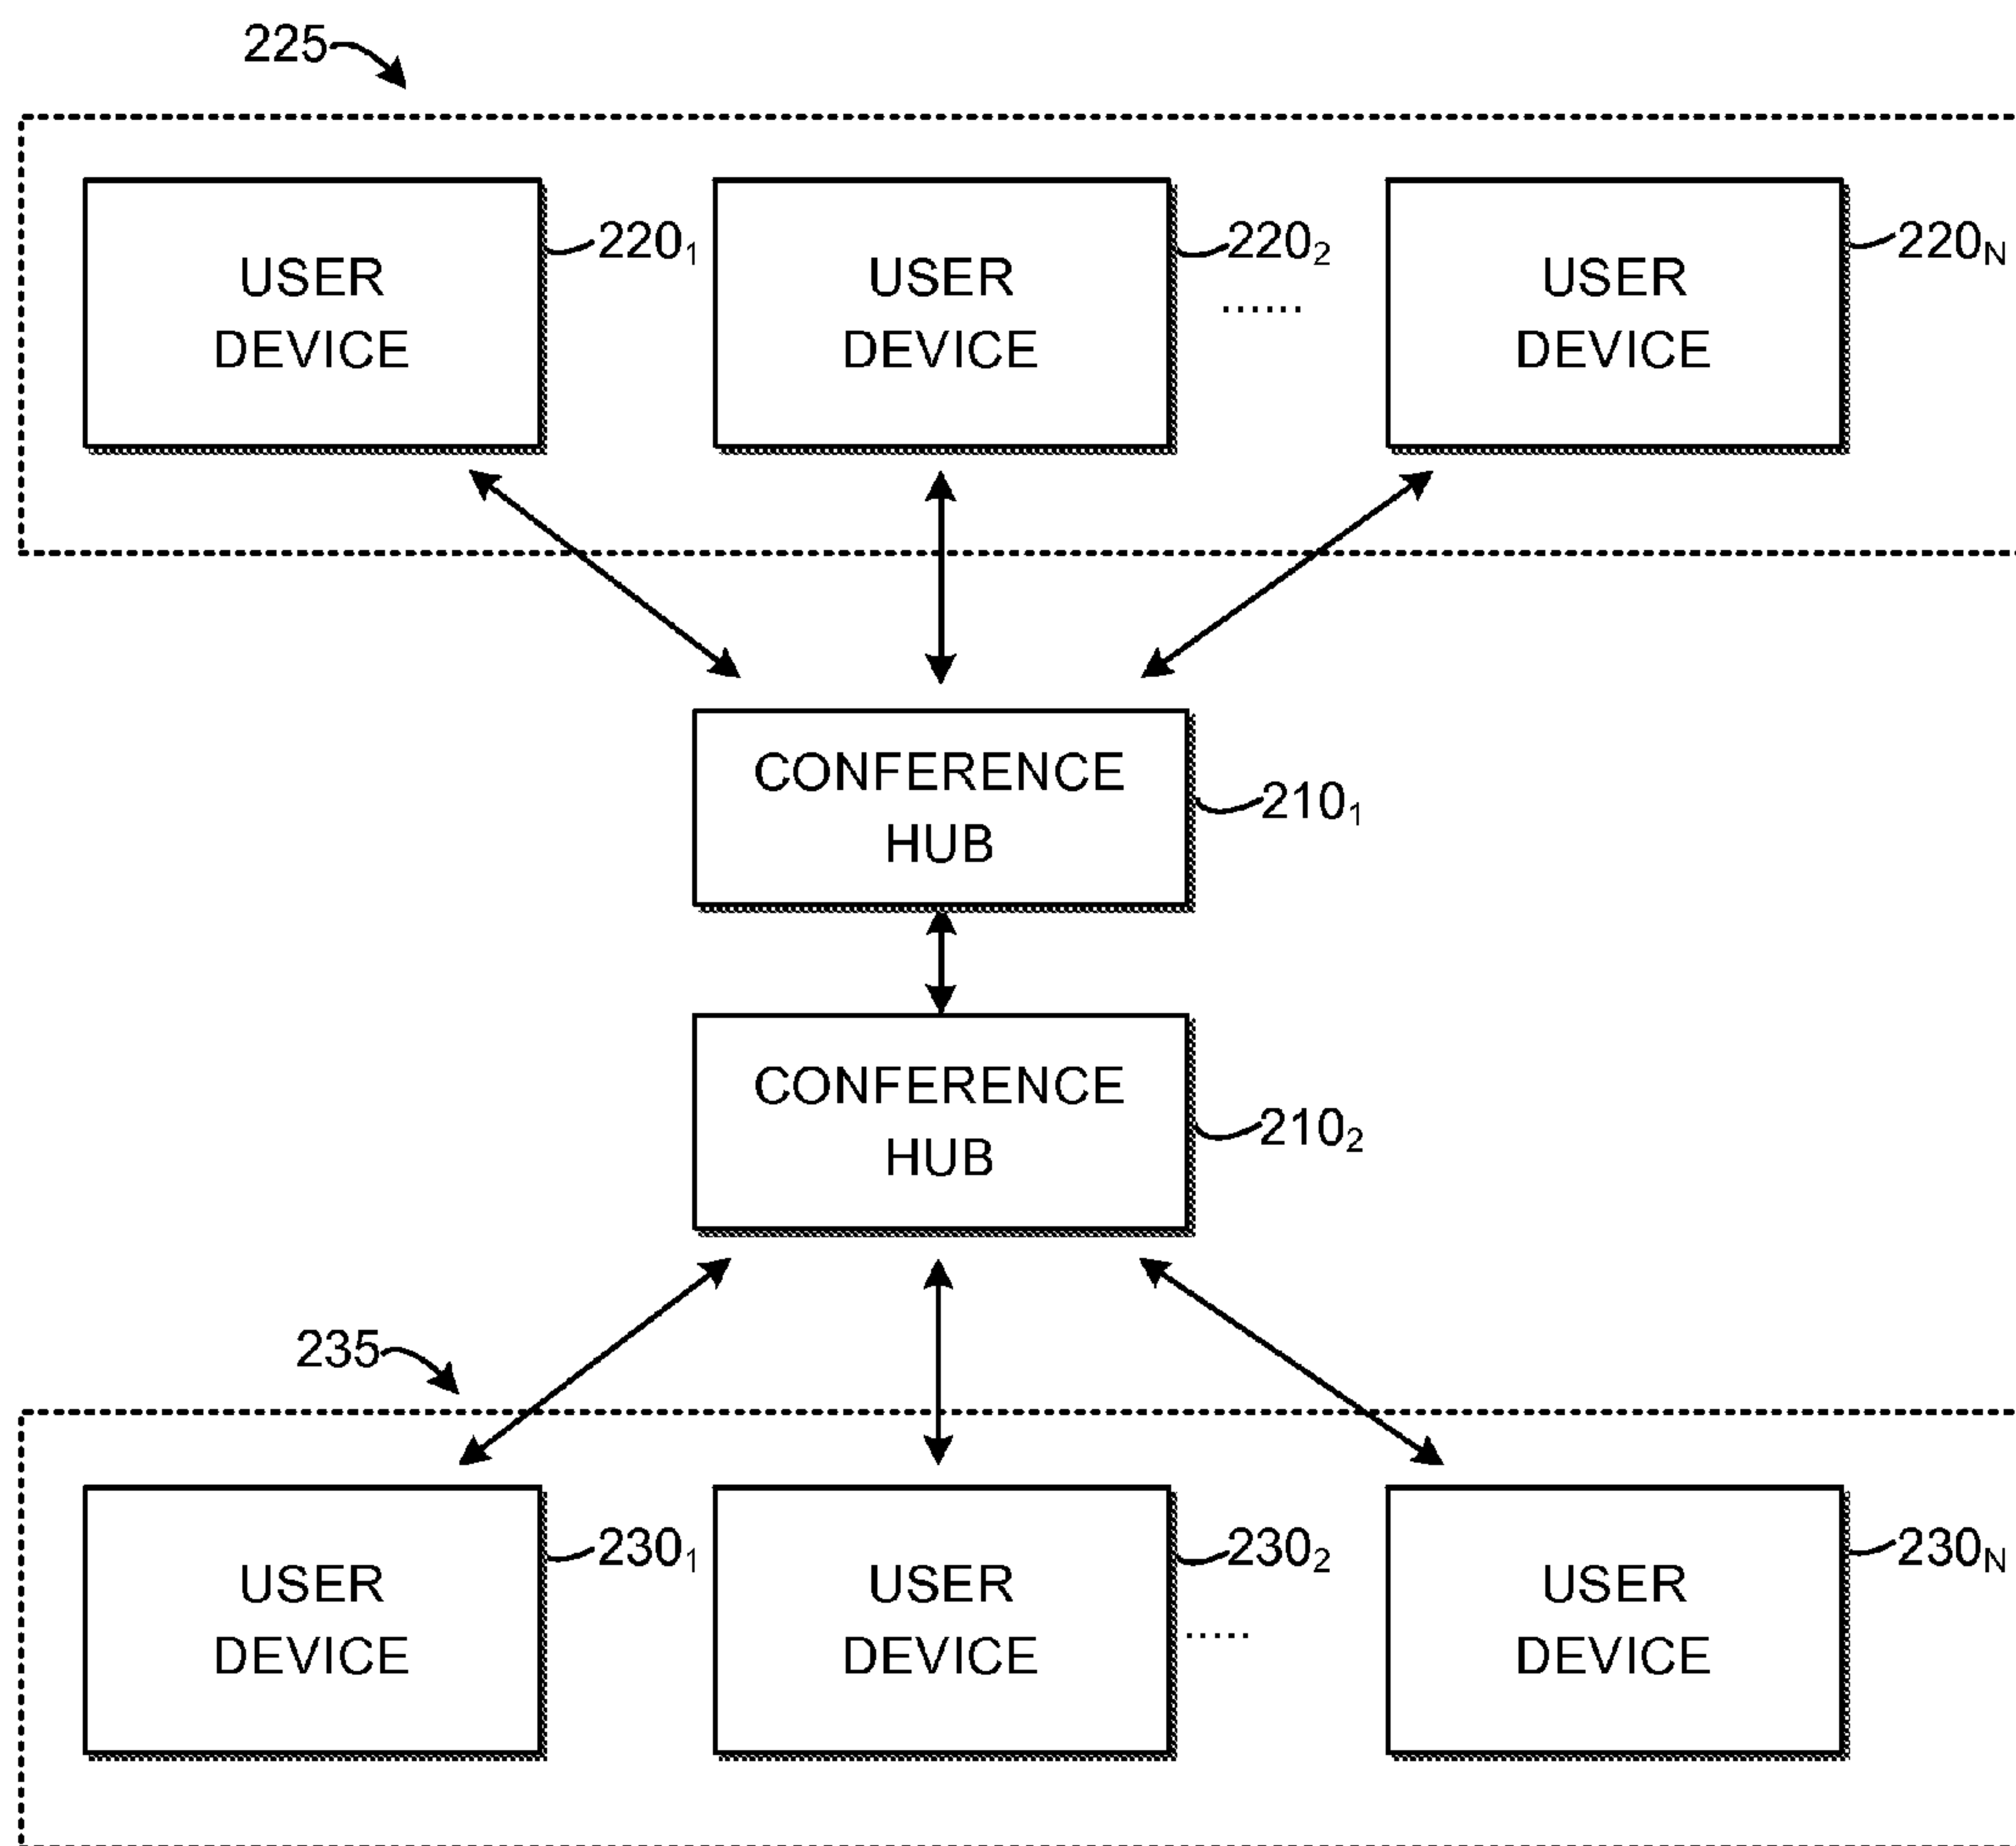 225
USER
DEVICE
220₁
USER
DEVICE
220₂
......
USER
DEVICE
220N
CONFERENCE
HUB
210₁
CONFERENCE
HUB
210₂
235
USER
DEVICE
230₁
USER
DEVICE
230₂
.....
USER
DEVICE
230N